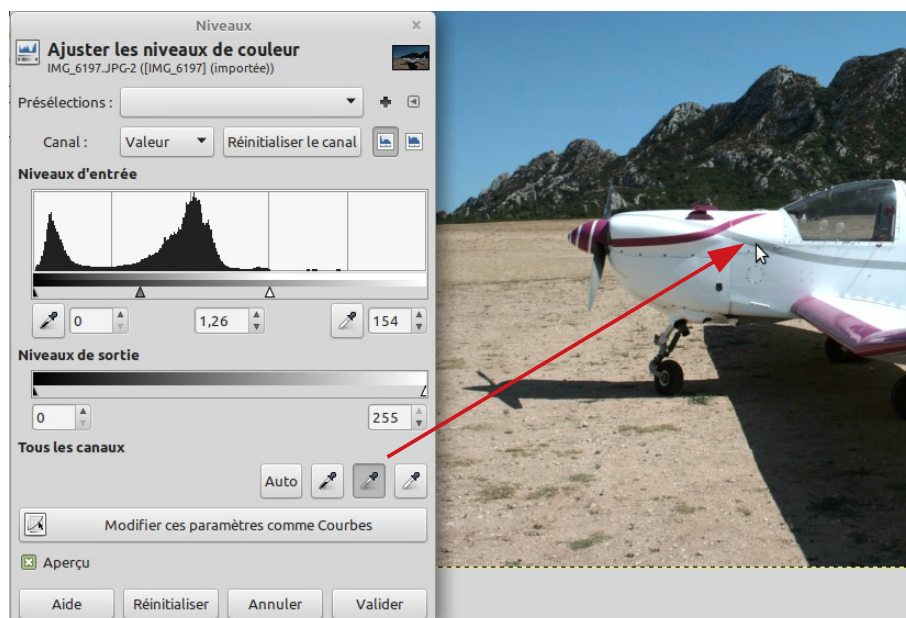 Niveaux
Ajuster les niveaux de couleur
IMG_6197.JPG-2 ([IMG_6197] (importée))
Présélections :
Canal : Valeur Réinitialiser le canal
Niveaux d'entrée
0 1,26 154
Niveaux de sortie
0 255
Tous les canaux
Auto
Modifier ces paramètres comme Courbes
Aperçu
Aide Réinitialiser Annuler Valider